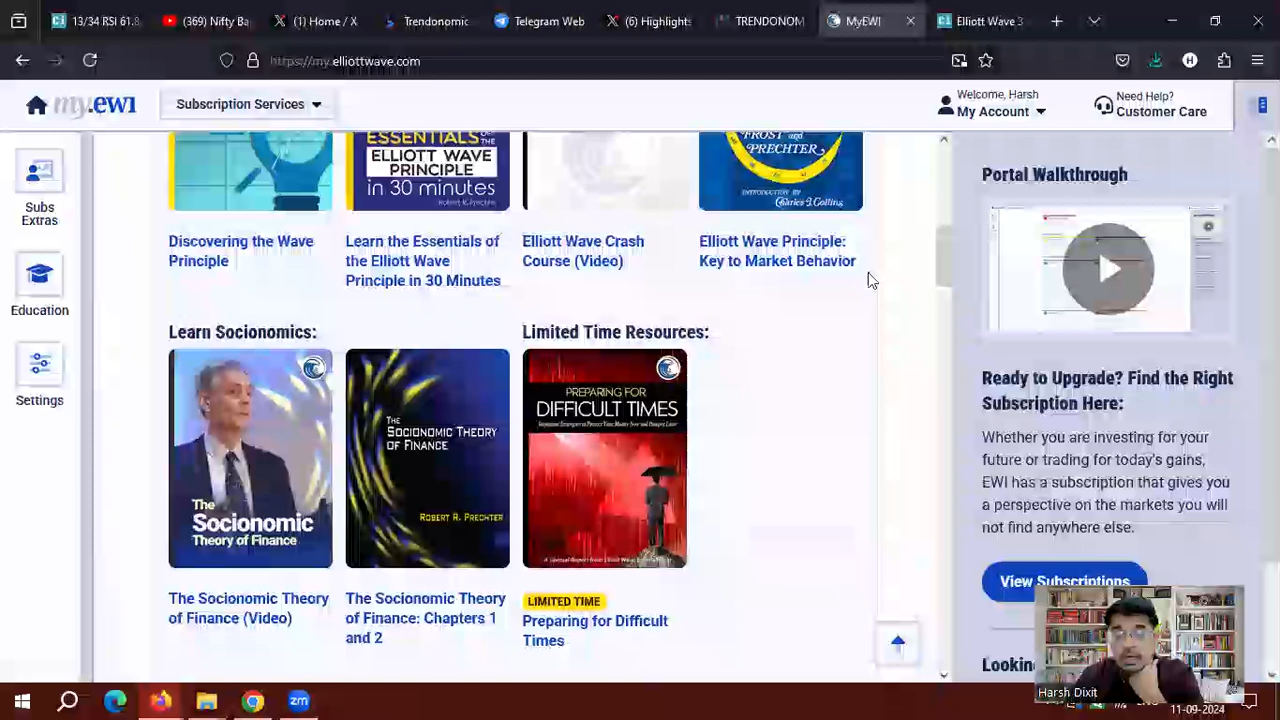 13/34 RSI 61.8
(369) Nifty Ba
(1) Home / X
Trendonomic
Telegram Web
(6) Highlights
TRENDONOM
MyEWI
Elliott Wave 3
https://my.elliottwave.com
my.ewi
Subscription Services
Welcome, Harsh
My Account
Need Help?
Customer Care
Subs
Extras
Education
Settings
ESSENTIALS OF THE
ELLIOTT WAVE
PRINCIPLE
in 30 minutes
Robert R. Prechter
FROST and
PRECHTER
INTRODUCTION BY
Charles J. Collins
Discovering the Wave
Principle
Learn the Essentials of
the Elliott Wave
Principle in 30 Minutes
Elliott Wave Crash
Course (Video)
Elliott Wave Principle:
Key to Market Behavior
Learn Socionomics:
Limited Time Resources:
The
Socionomic
Theory of Finance
THE
SOCIONOMIC THEORY
OF FINANCE
ROBERT R. PRECHTER
PREPARING FOR
DIFFICULT TIMES
The Socionomic Theory
of Finance (Video)
The Socionomic Theory
of Finance: Chapters 1
and 2
LIMITED TIME
Preparing for Difficult
Times
Portal Walkthrough
Ready to Upgrade? Find the Right
Subscription Here:
Whether you are investing for your
future or trading for today's gains,
EWI has a subscription that gives you
a perspective on the markets you will
not find anywhere else.
View Subscriptions
Lookin
Harsh Dixit
zm
11-09-2024